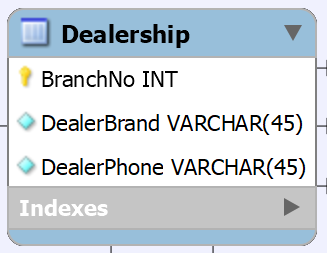 Dealership
BranchNo INT
DealerBrand VARCHAR(45)
DealerPhone VARCHAR(45)
Indexes